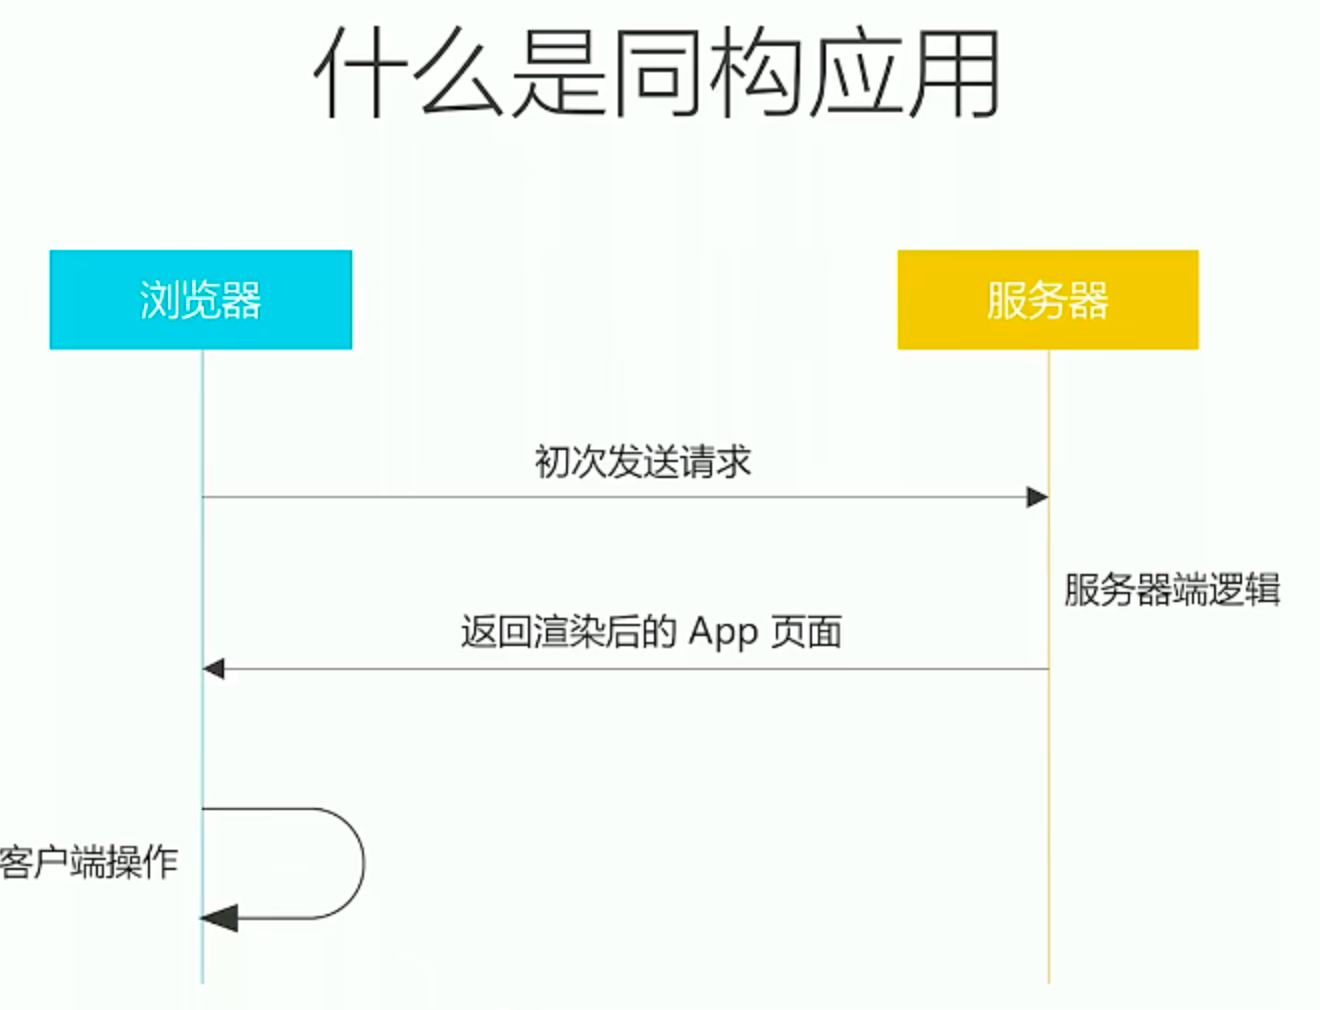 什么是同构应用
浏览器
服务器
初次发送请求
服务器端逻辑
返回渲染后的 App 页面
客户端操作